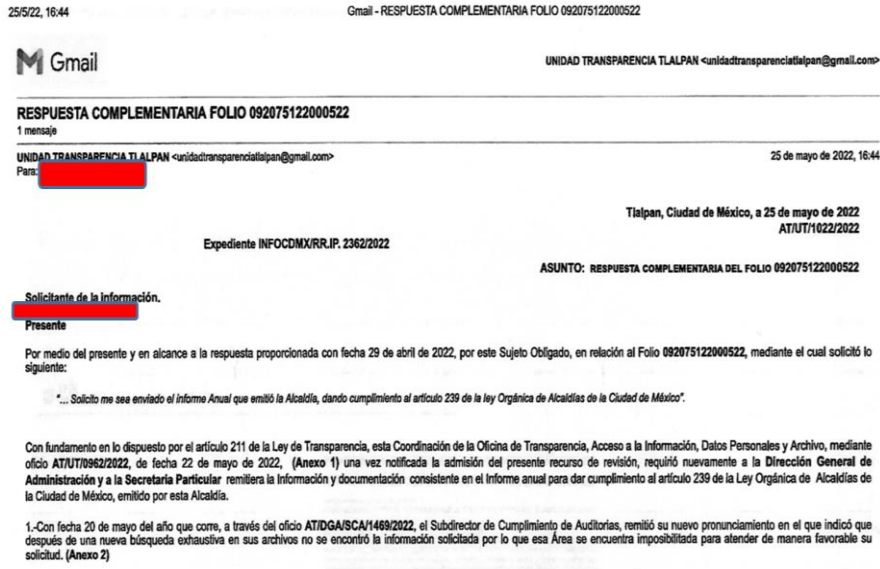 25/5/22, 16:44
Gmail - RESPUESTA COMPLEMENTARIA FOLIO 092075122000522
Gmail
UNIDAD TRANSPARENCIA TLALPAN <unidadtransparenciatlalpan@gmail.com>
RESPUESTA COMPLEMENTARIA FOLIO 092075122000522
1 mensaje
UNIDAD TRANSPARENCIA TLALPAN <unidadtransparenciatlalpan@gmail.com>
25 de mayo de 2022, 16:44
Para:
Tlalpan, Ciudad de México, a 25 de mayo de 2022
AT/UT/1022/2022
Expediente INFOCDMX/RR.IP. 2362/2022
ASUNTO: RESPUESTA COMPLEMENTARIA DEL FOLIO 092075122000522
Solicitante de la información.
Presente
Por medio del presente y en alcance a la respuesta proporcionada con fecha 29 de abril de 2022, por este Sujeto Obligado, en relación al Folio 092075122000522, mediante el cual solicitó lo
siguiente:
"... Solicito me sea enviado el informe Anual que emitió la Alcaldía, dando cumplimiento al artículo 239 de la ley Orgánica de Alcaldías de la Ciudad de México".
Con fundamento en lo dispuesto por el artículo 211 de la Ley de Transparencia, esta Coordinación de la Oficina de Transparencia, Acceso a la Información, Datos Personales y Archivo, mediante
oficio AT/UT/0962/2022, de fecha 22 de mayo de 2022, (Anexo 1) una vez notificada la admisión del presente recurso de revisión, requirió nuevamente a la Dirección General de
Administración y a la Secretaria Particular remitiera la Información y documentación consistente en el Informe anual para dar cumplimiento al artículo 239 de la Ley Orgánica de Alcaldías de
la Ciudad de México, emitido por esta Alcaldía.
1.-Con fecha 20 de mayo del año que corre, a través del oficio AT/DGA/SCA/1469/2022, el Subdirector de Cumplimiento de Auditorias, remitió su nuevo pronunciamiento en el que indicó que
después de una nueva búsqueda exhaustiva en sus archivos no se encontró la información solicitada por lo que esa Área se encuentra imposibilitada para atender de manera favorable su
solicitud. (Anexo 2)